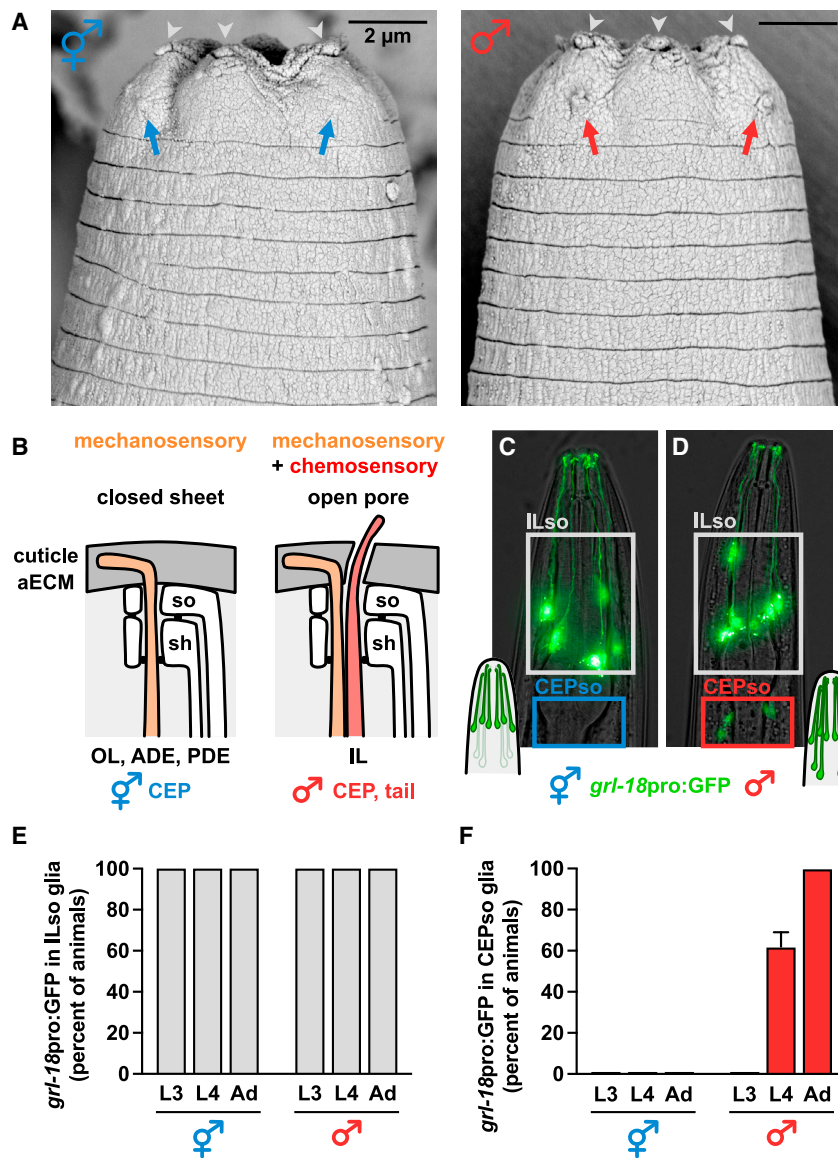 A
⚥
2 µm
♂
B
mechanosensory
closed sheet
mechanosensory
+ chemosensory
open pore
cuticle
aECM
so
sh
so
sh
OL, ADE, PDE
⚥ CEP
IL
♂ CEP, tail
C
ILso
CEPso
D
ILso
CEPso
⚥ grl-18pro:GFP ♂
E
grl-18pro:GFP in ILso glia
(percent of animals)
100
80
60
40
20
0
L3 L4 Ad L3 L4 Ad
⚥ ♂
F
grl-18pro:GFP in CEPso glia
(percent of animals)
100
80
60
40
20
0
L3 L4 Ad L3 L4 Ad
⚥ ♂